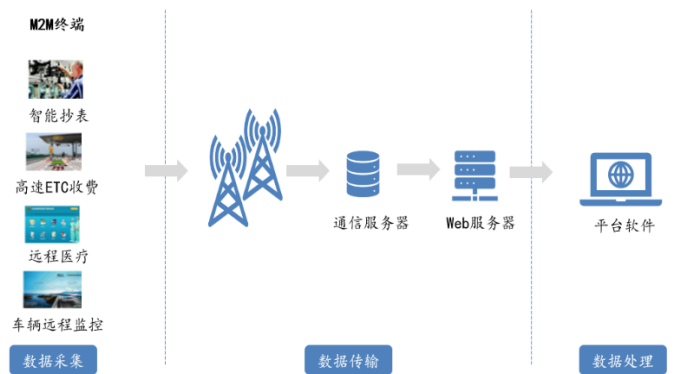 M2M终端
智能抄表
高速ETC收费
远程医疗
车辆远程监控
通信服务器
Web服务器
平台软件
数据采集
数据传输
数据处理